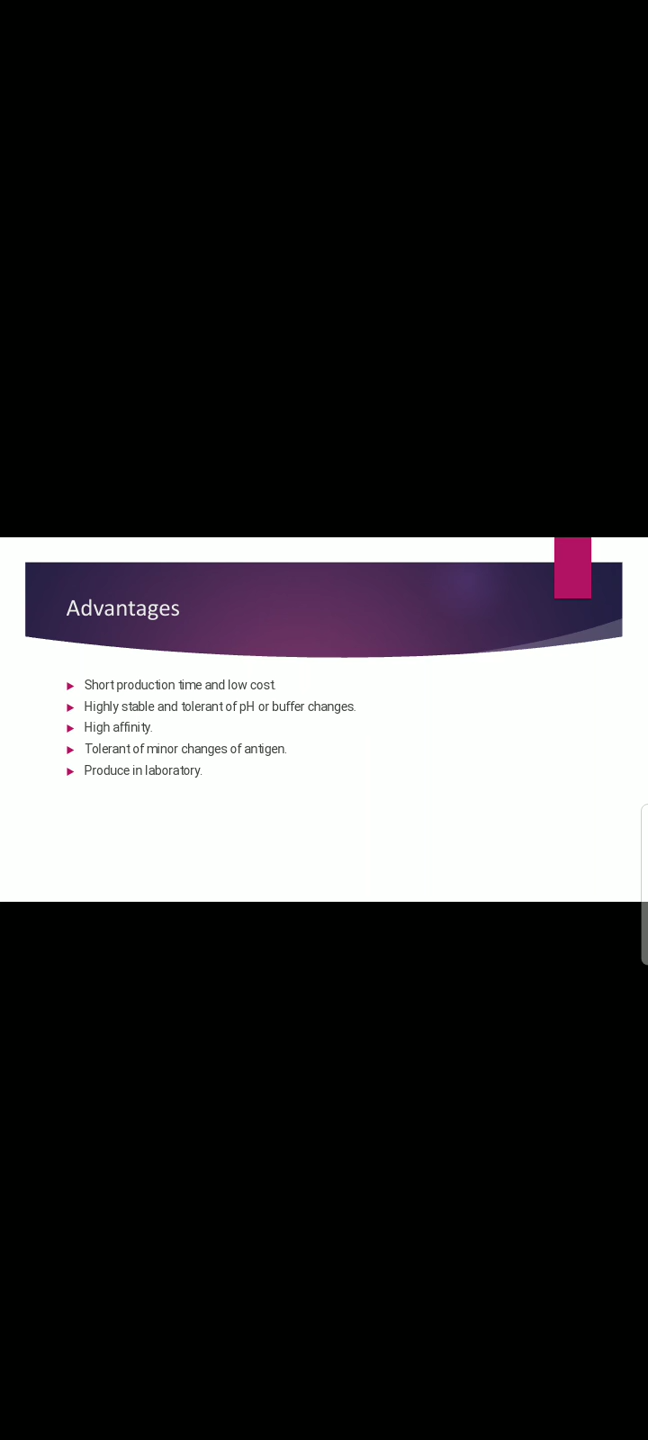 Advantages
Short production time and low cost.
Highly stable and tolerant of pH or buffer changes.
High affinity.
Tolerant of minor changes of antigen.
Produce in laboratory.